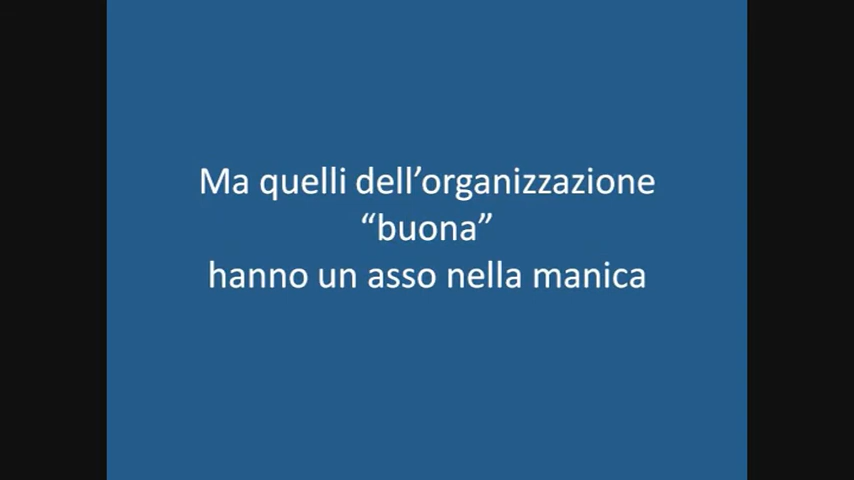 Ma quelli dell’organizzazione
“buona”
hanno un asso nella manica